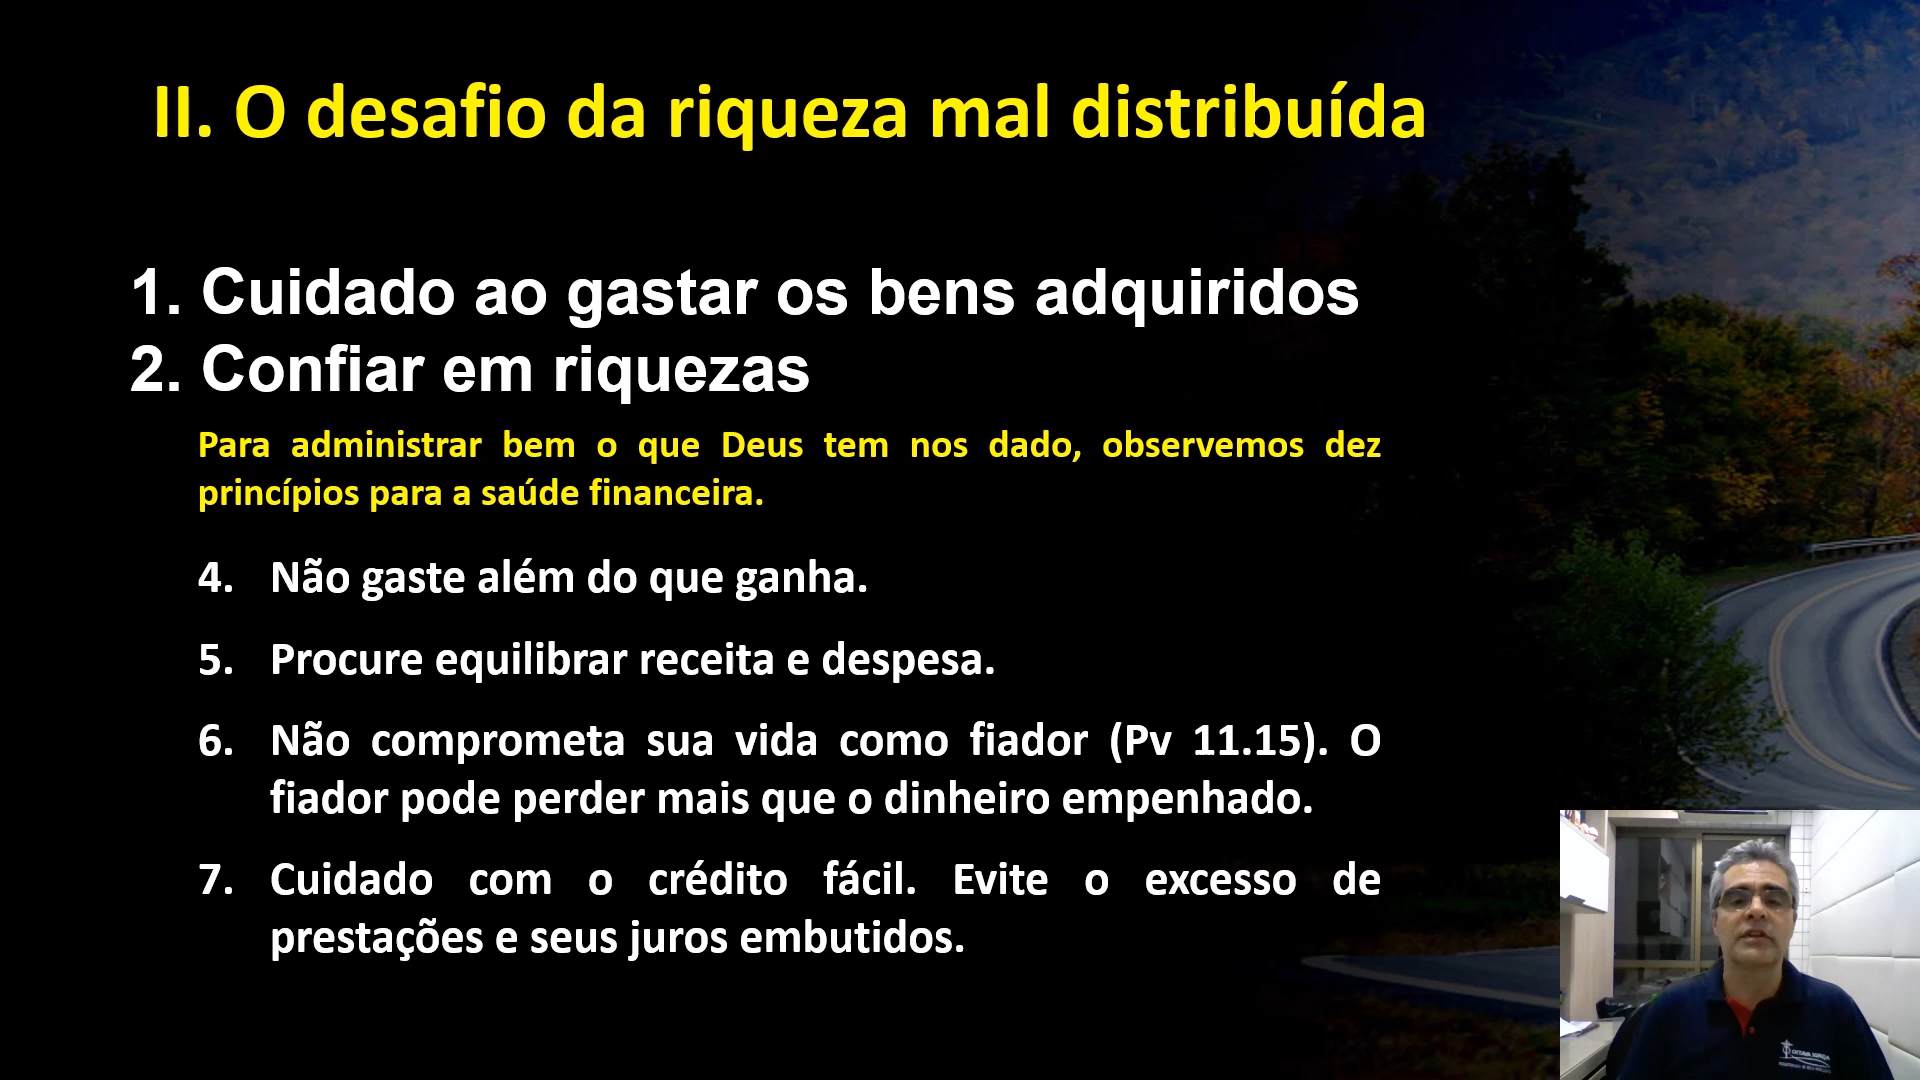 II. O desafio da riqueza mal distribuída
1. Cuidado ao gastar os bens adquiridos
2. Confiar em riquezas
Para administrar bem o que Deus tem nos dado, observemos dez
princípios para a saúde financeira.
4. Não gaste além do que ganha.
5. Procure equilibrar receita e despesa.
6. Não comprometa sua vida como fiador (Pv 11.15). O
fiador pode perder mais que o dinheiro empenhado.
7. Cuidado com o crédito fácil. Evite o excesso de
prestações e seus juros embutidos.